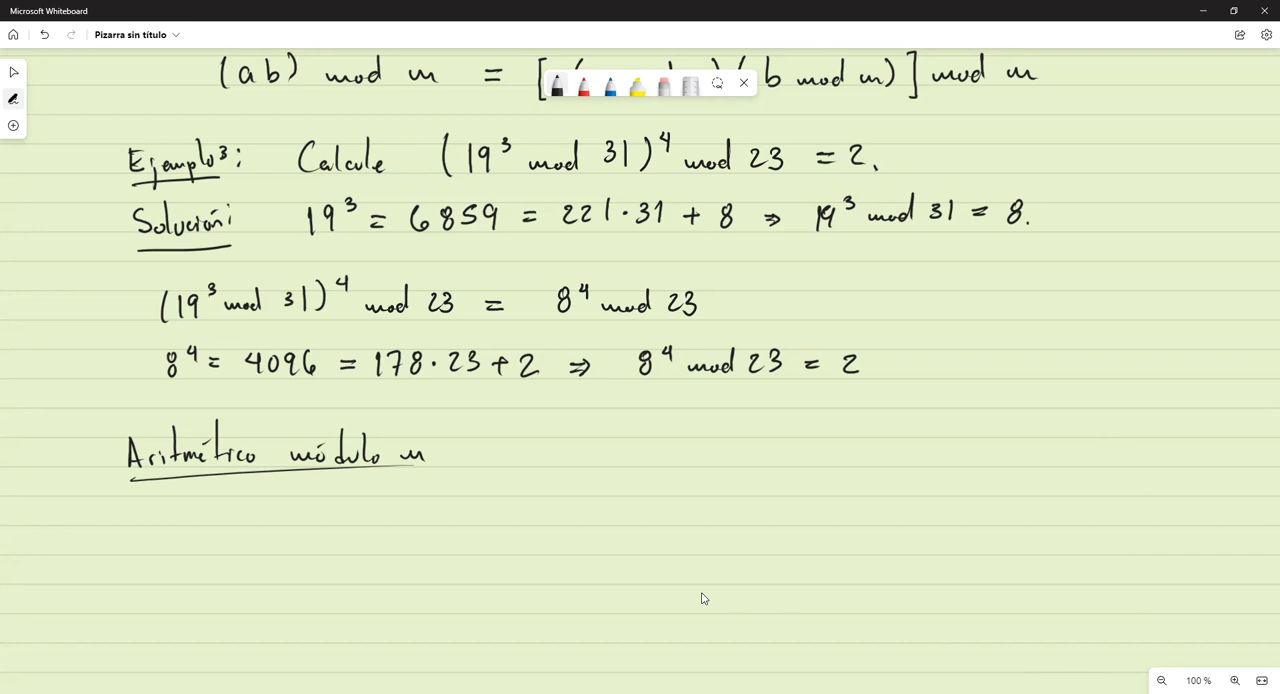 Microsoft Whiteboard
Pizarra sin título
(ab) mod m = [ ( ) ( b mod m) ] mod m
Ejemplo 3: Calcule (19³ mod 31)⁴ mod 23 = 2.
Solución: 19³ = 6859 = 221 · 31 + 8 ⇒ 19³ mod 31 = 8.
(19³ mod 31)⁴ mod 23 = 8⁴ mod 23
8⁴ = 4096 = 178 · 23 + 2 ⇒ 8⁴ mod 23 = 2
Aritmético módulo m
100 %